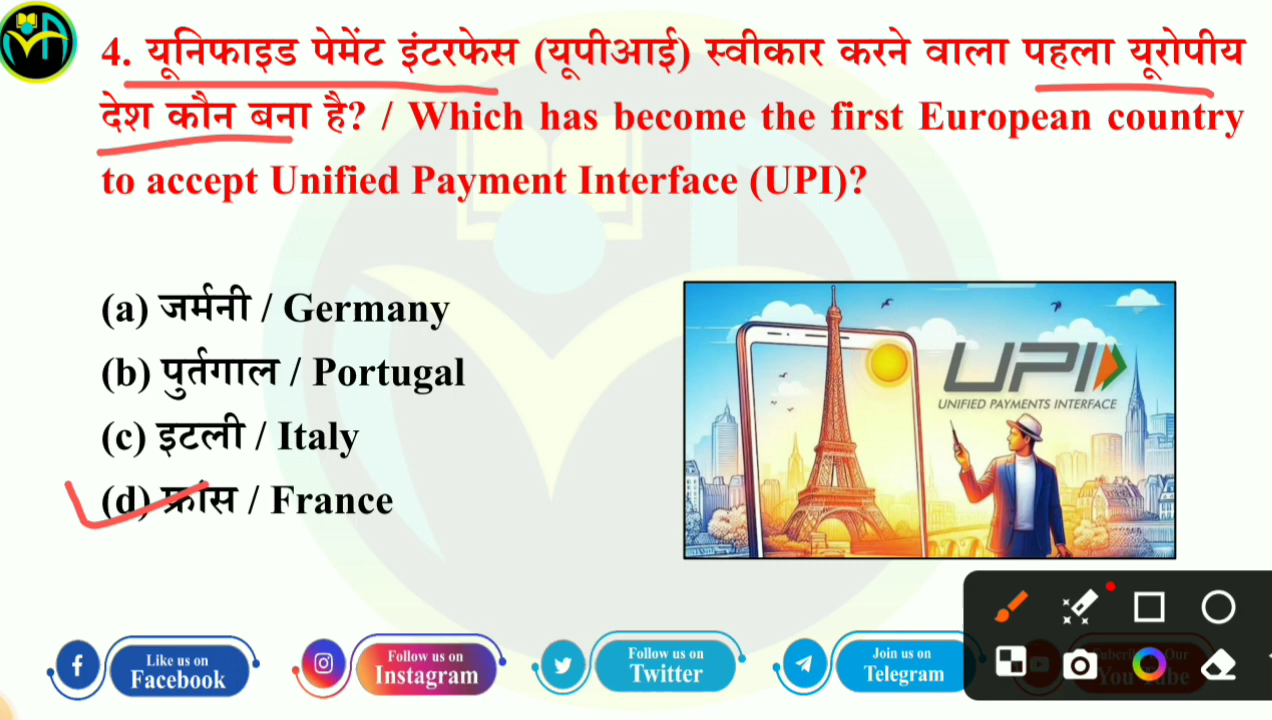 4. यूनिफाइड पेमेंट इंटरफेस (यूपीआई) स्वीकार करने वाला पहला यूरोपीय
देश कौन बना है? / Which has become the first European country
to accept Unified Payment Interface (UPI)?
(a) जर्मनी / Germany
(b) पुर्तगाल / Portugal
(c) इटली / Italy
(d) फ्रांस / France
UPI
UNIFIED PAYMENTS INTERFACE
Like us on
Facebook
Follow us on
Instagram
Follow us on
Twitter
Join us on
Telegram